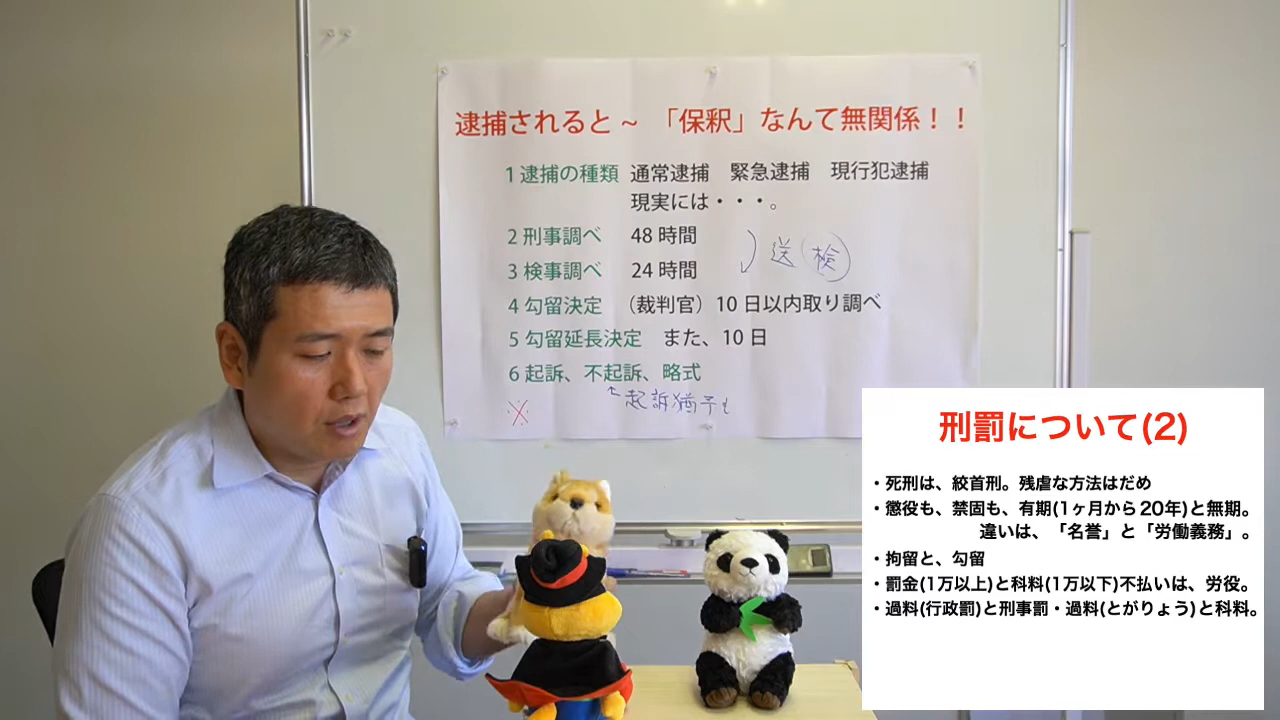 逮捕されると～「保釈」なんて無関係！！
1 逮捕の種類 通常逮捕 緊急逮捕 現行犯逮捕
現実には・・・。
2 刑事調べ 48 時間
3 検事調べ 24 時間
送検
4 勾留決定 （裁判官）10 日以内取り調べ
5 勾留延長決定 また、10 日
6 起訴、不起訴、略式
※
起訴猶予も
刑罰について(2)
・死刑は、絞首刑。残虐な方法はだめ
・懲役も、禁固も、有期(1ヶ月から20年)と無期。
違いは、「名誉」と「労働義務」。
・拘留と、勾留
・罰金(1万以上)と科料(1万以下)不払いは、労役。
・過料(行政罰)と刑事罰・過料(とがりょう)と科料。